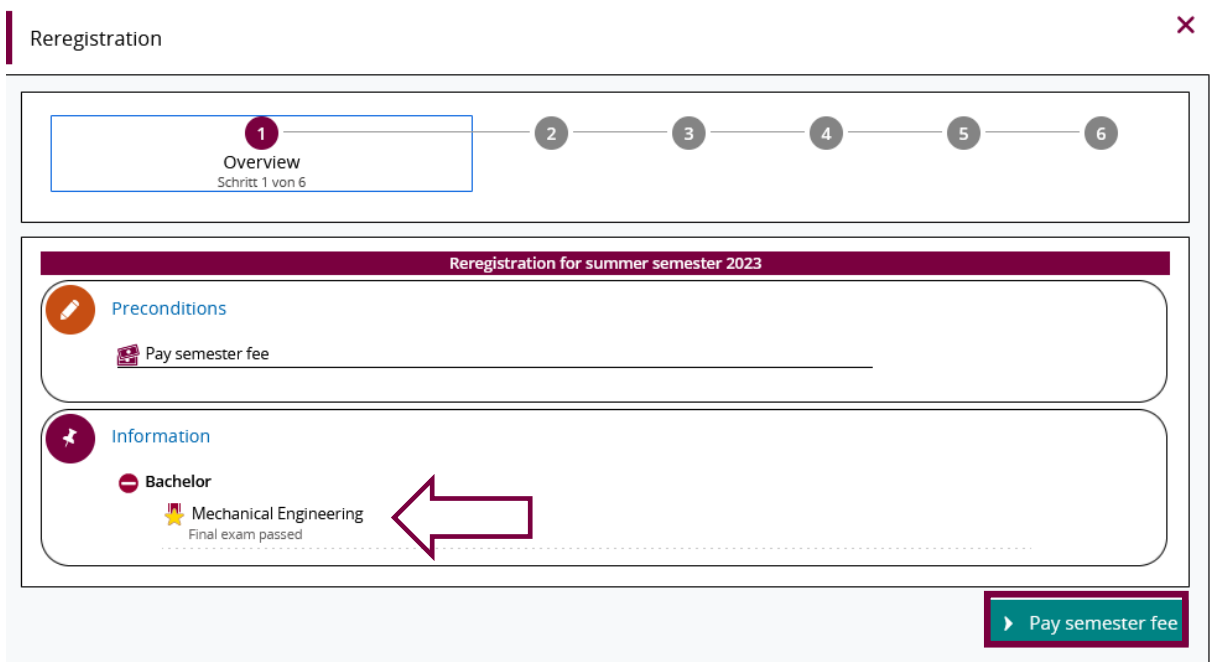 Reregistration
1
2
3
4
5
6
Overview
Schritt 1 von 6
Reregistration for summer semester 2023
Preconditions
Pay semester fee
Information
Bachelor
Mechanical Engineering
Final exam passed
Pay semester fee